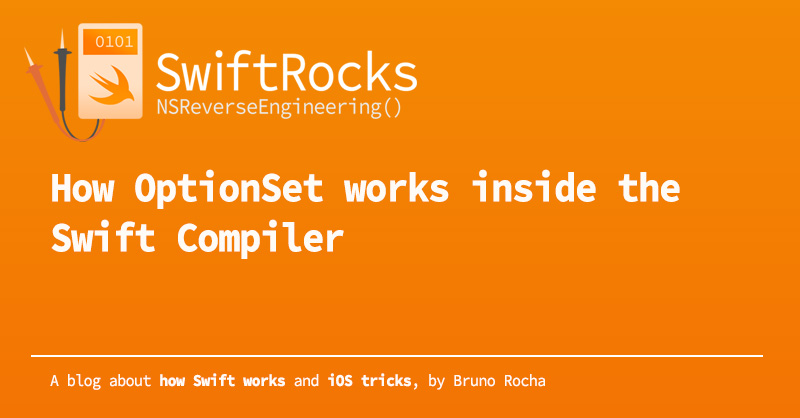 0101
SwiftRocks
NSReverseEngineering()
How OptionSet works inside the
Swift Compiler
A blog about how Swift works and iOS tricks, by Bruno Rocha